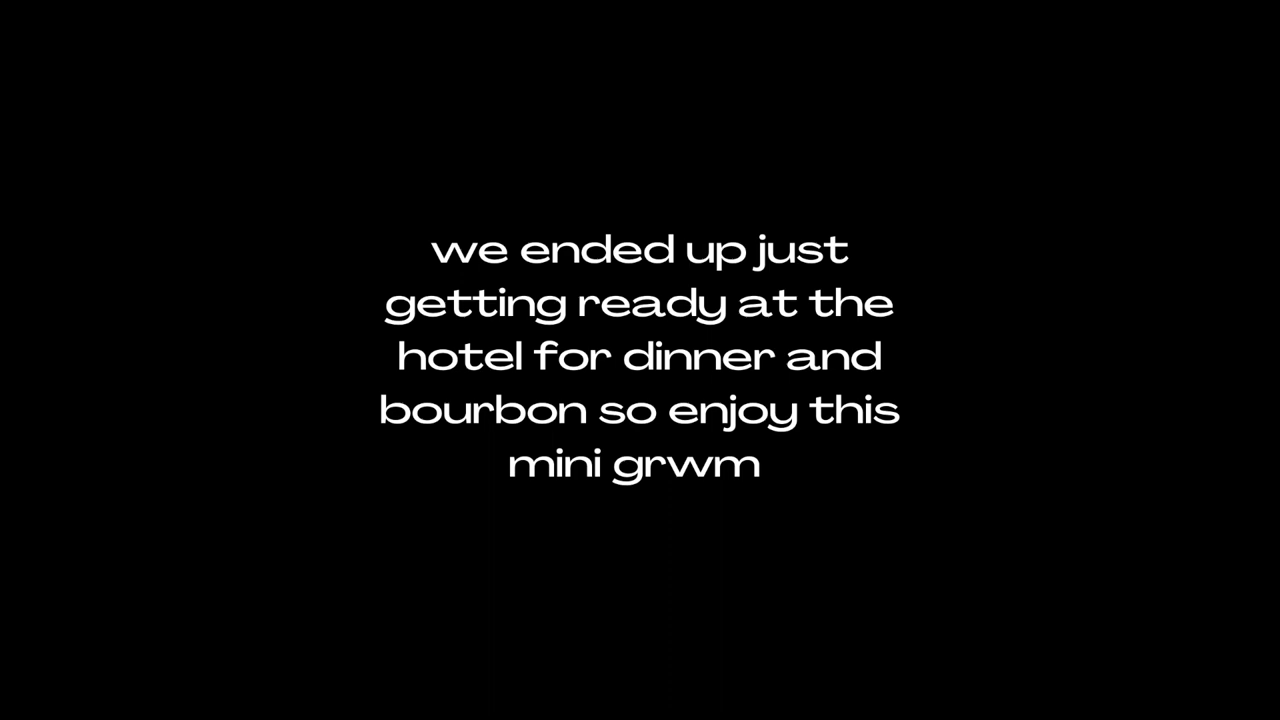 we ended up just
getting ready at the
hotel for dinner and
bourbon so enjoy this
mini grwm